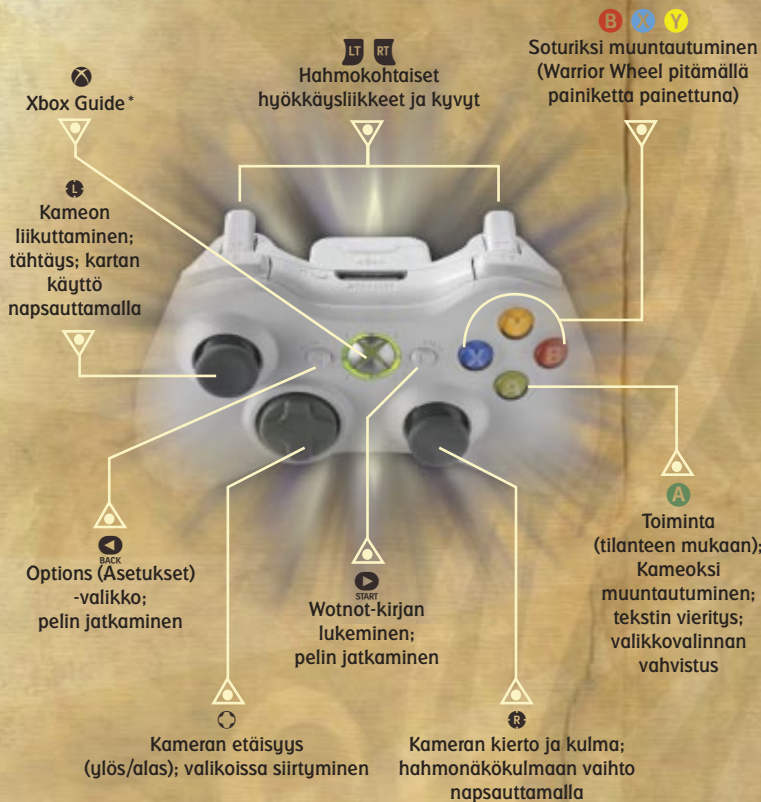 B X Y
Soturiksi muuntautuminen
(Warrior Wheel pitämällä
painiketta painettuna)
LT RT
Hahmokohtaiset
hyökkäysliikkeet ja kyvyt
Xbox Guide*
L
Kameon
liikuttaminen;
tähtäys; kartan
käyttö
napsauttamalla
Y
X
B
A
BACK
Options (Asetukset)
-valikko;
pelin jatkaminen
START
Wotnot-kirjan
lukeminen;
pelin jatkaminen
A
Toiminta
(tilanteen mukaan);
Kameoksi
muuntautuminen;
tekstin vieritys;
valikkovalinnan
vahvistus
Kameran etäisyys
(ylös/alas); valikoissa siirtyminen
R
Kameran kierto ja kulma;
hahmonäkökulmaan vaihto
napsauttamalla